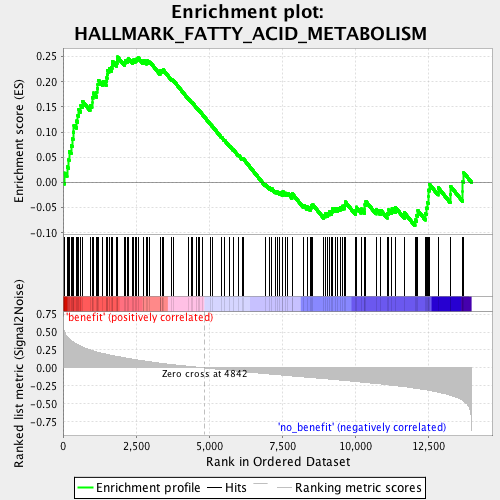 Enrichment plot:
HALLMARK_FATTY_ACID_METABOLISM
Enrichment score (ES)
0.25
0.20
0.15
0.10
0.05
0.00
-0.05
-0.10
'benefit' (positively correlated)
Ranked list metric (Signal2Noise)
0.75
0.50
0.25
0.00
-0.25
-0.50
-0.75
Zero cross at 4842
'no_benefit' (negatively correlated)
0
2,500
5,000
7,500
10,000
12,500
Rank in Ordered Dataset
Enrichment profile
Hits
Ranking metric scores